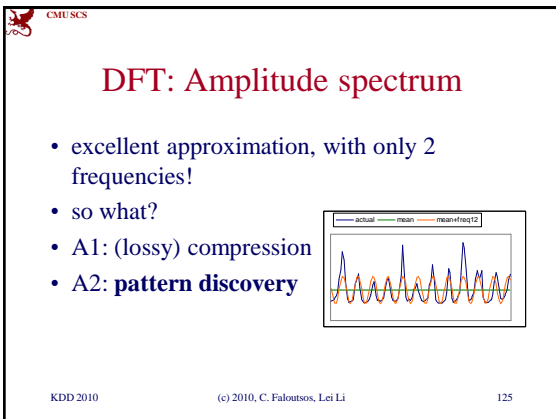 CMU SCS
DFT: Amplitude spectrum
• excellent approximation, with only 2
frequencies!
• so what?
• A1: (lossy) compression
• A2: pattern discovery
actual mean mean+freq12
KDD 2010 (c) 2010, C. Faloutsos, Lei Li 125